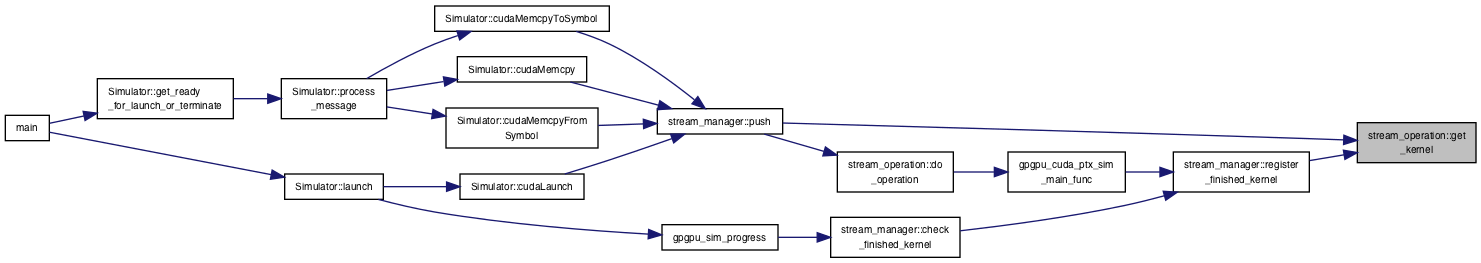 main
Simulator::get_ready
_for_launch_or_terminate
Simulator::launch
Simulator::process
_message
Simulator::cudaMemcpyToSymbol
Simulator::cudaMemcpy
Simulator::cudaMemcpyFrom
Symbol
Simulator::cudaLaunch
stream_manager::push
gpgpu_sim_progress
stream_operation::do
_operation
stream_manager::check
_finished_kernel
gpgpu_cuda_ptx_sim
_main_func
stream_manager::register
_finished_kernel
stream_operation::get
_kernel